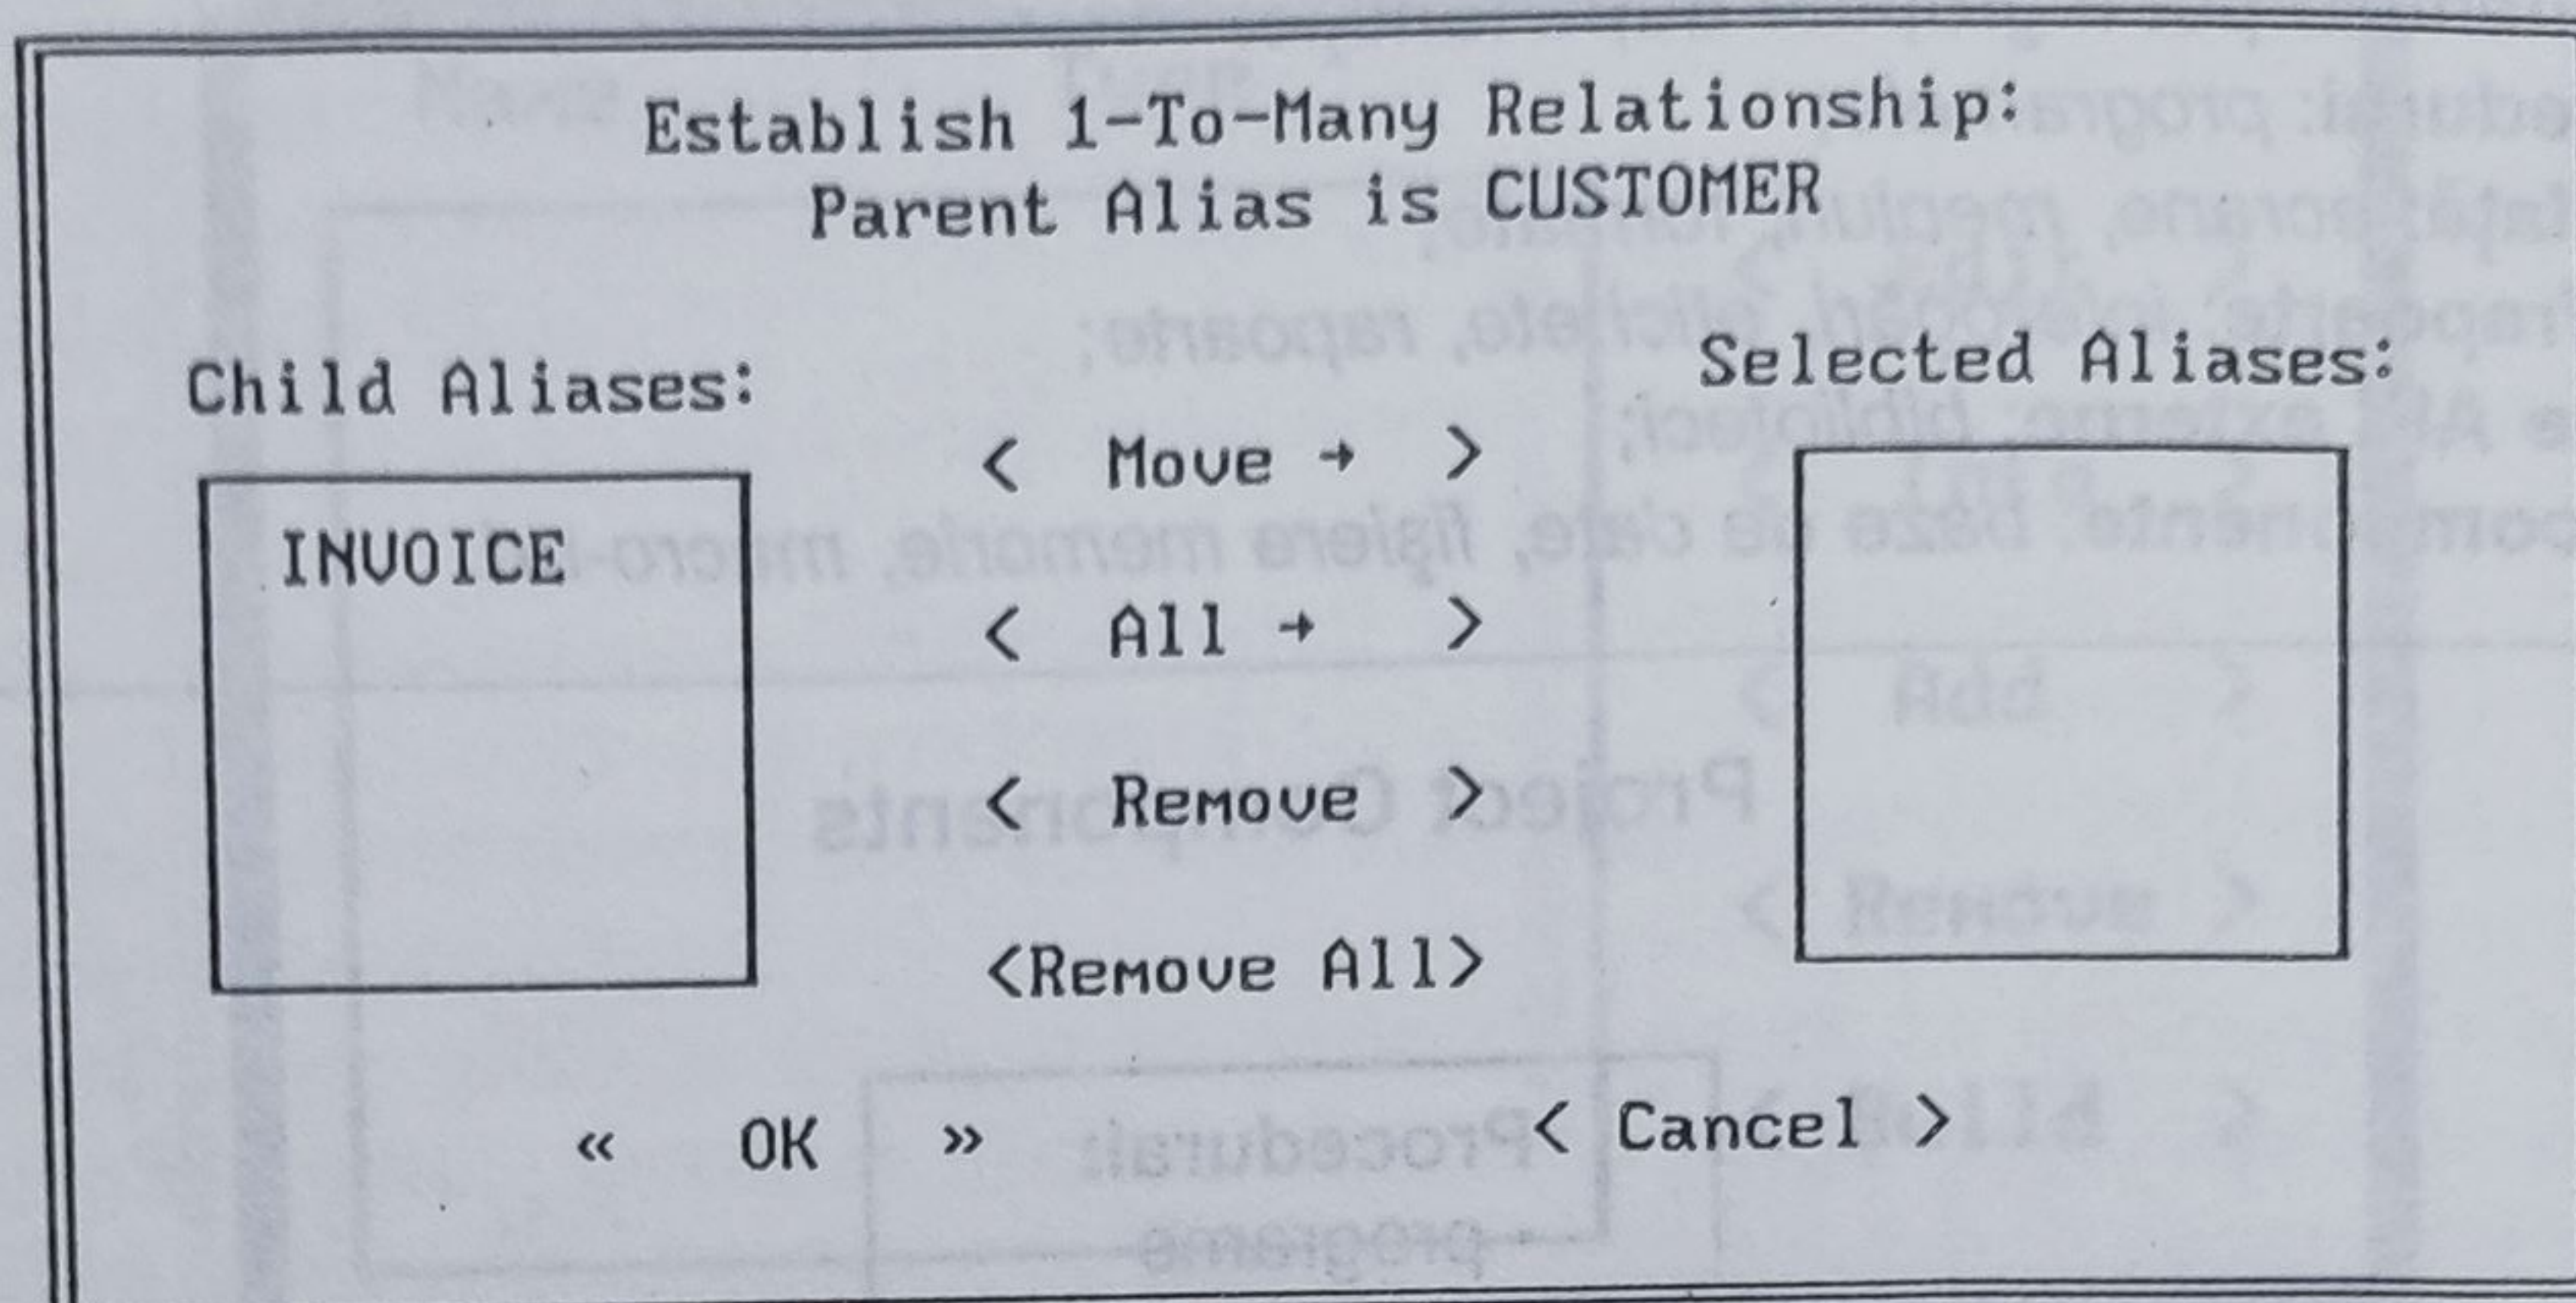 Establish 1-To-Many Relationship:
Parent Alias is CUSTOMER
Child Aliases:
Selected Aliases:
< Move → >
INVOICE
< All → >
< Remove >
<Remove All>
« OK »
< Cancel >